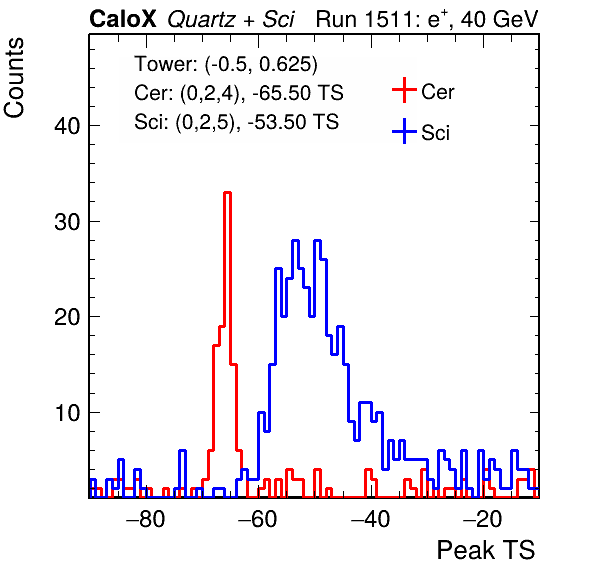 CaloX Quartz + Sci Run 1511: e+, 40 GeV
Counts
Tower: (-0.5, 0.625)
Cer: (0,2,4), -65.50 TS
Sci: (0,2,5), -53.50 TS
Cer
Sci
40
30
20
10
−80 −60 −40 −20
Peak TS